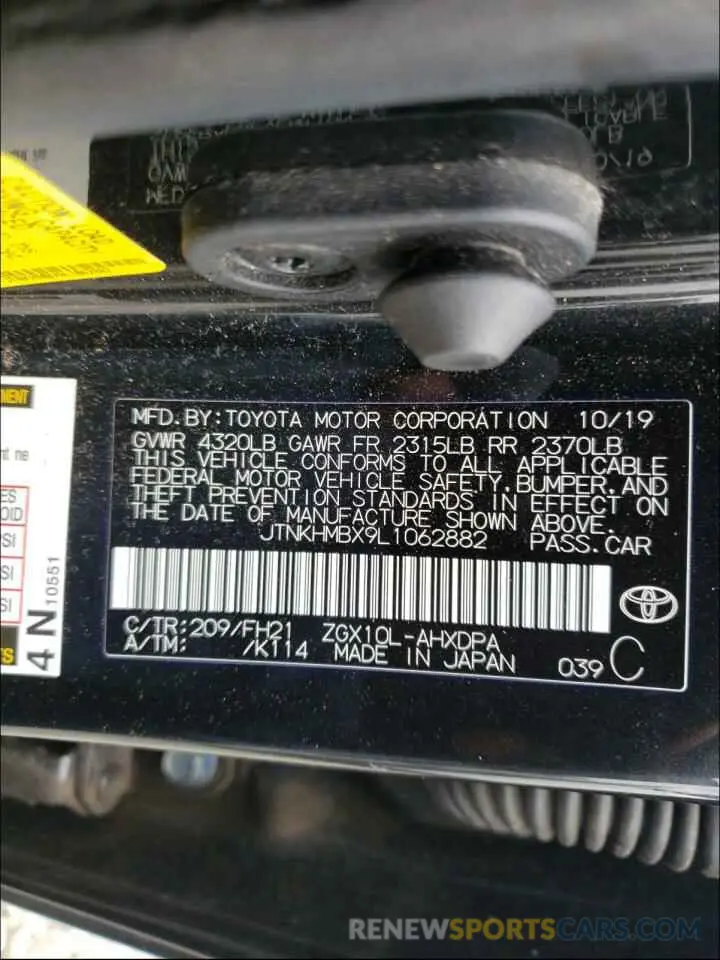 MFD.BY:TOYOTA MOTOR CORPORATION 10/19
GVWR 4320LB GAWR FR 2315LB RR 2370LB
THIS VEHICLE CONFORMS TO ALL APPLICABLE
FEDERAL MOTOR VEHICLE SAFETY,BUMPER,AND
THEFT PREVENTION STANDARDS IN EFFECT ON
THE DATE OF MANUFACTURE SHOWN ABOVE.
JTNKHMBX9L1062882 PASS.CAR
C/TR:209/FH21 ZGX10L-AHXDPA
A/TM: /K114 MADE IN JAPAN 039 C
4N 10551
RENEWSPORTSCARS.COM